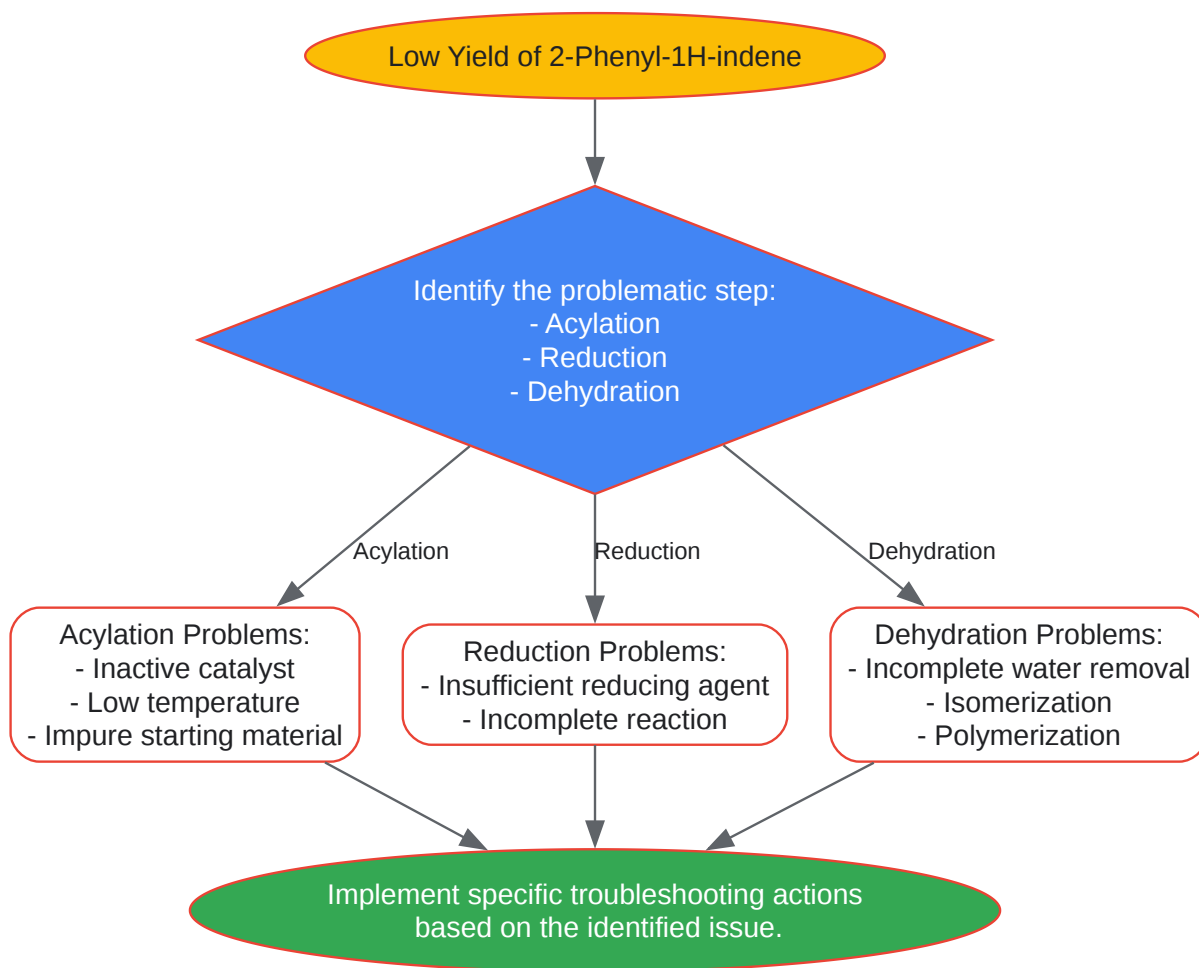 Low Yield of 2-Phenyl-1H-indene
Identify the problematic step:
- Acylation
- Reduction
- Dehydration
Acylation
Reduction
Dehydration
Acylation Problems:
- Inactive catalyst
- Low temperature
- Impure starting material
Reduction Problems:
- Insufficient reducing agent
- Incomplete reaction
Dehydration Problems:
- Incomplete water removal
- Isomerization
- Polymerization
Implement specific troubleshooting actions
based on the identified issue.